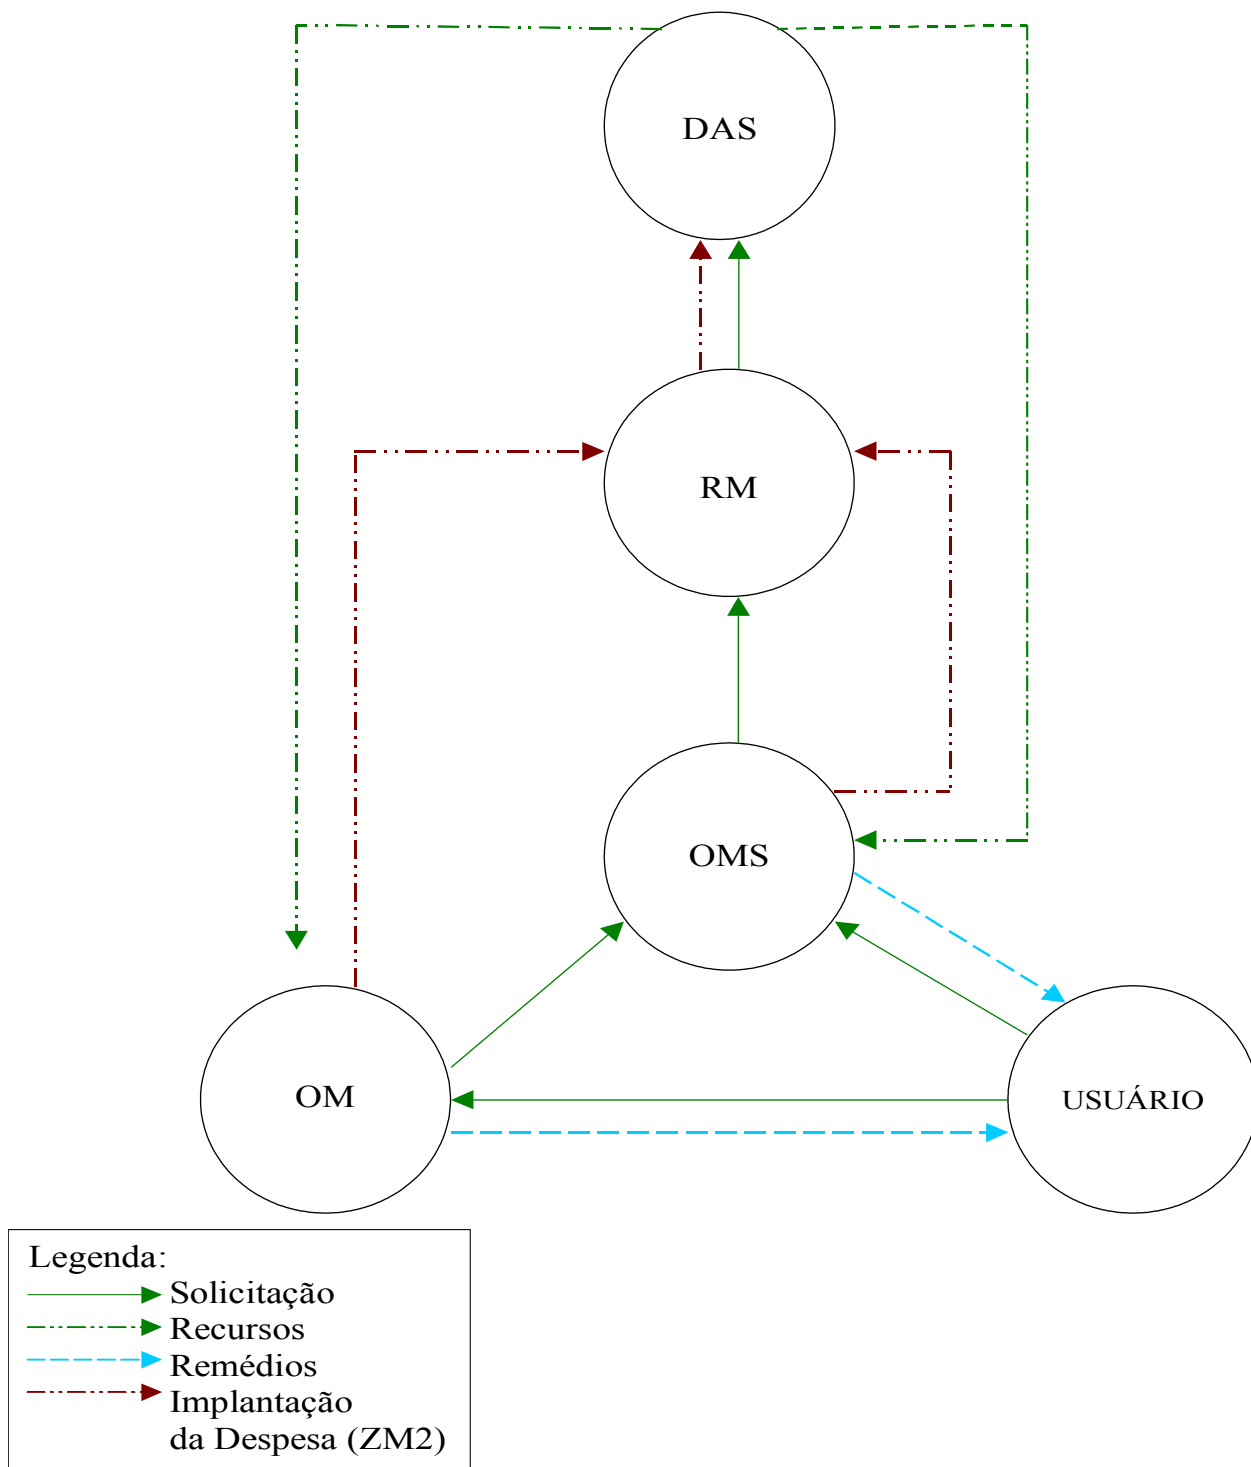 DAS
RM
OMS
OM
USUÁRIO
Legenda:
Solicitação
Recursos
Remédios
Implantação
da Despesa (ZM2)